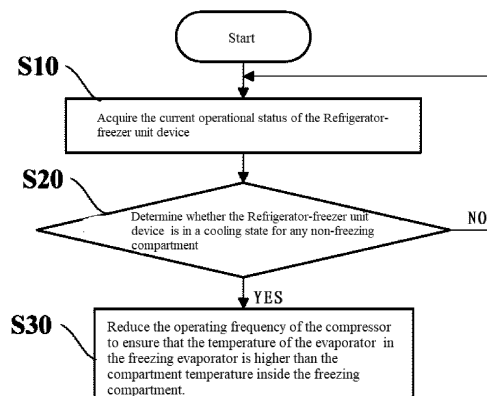 Start
S10
Acquire the current operational status of the Refrigerator-
freezer unit device
S20
Determine whether the Refrigerator-freezer unit
device is in a cooling state for any non-freezing
compartment
NO
YES
S30
Reduce the operating frequency of the compressor
to ensure that the temperature of the evaporator in
the freezing evaporator is higher than the
compartment temperature inside the freezing
compartment.